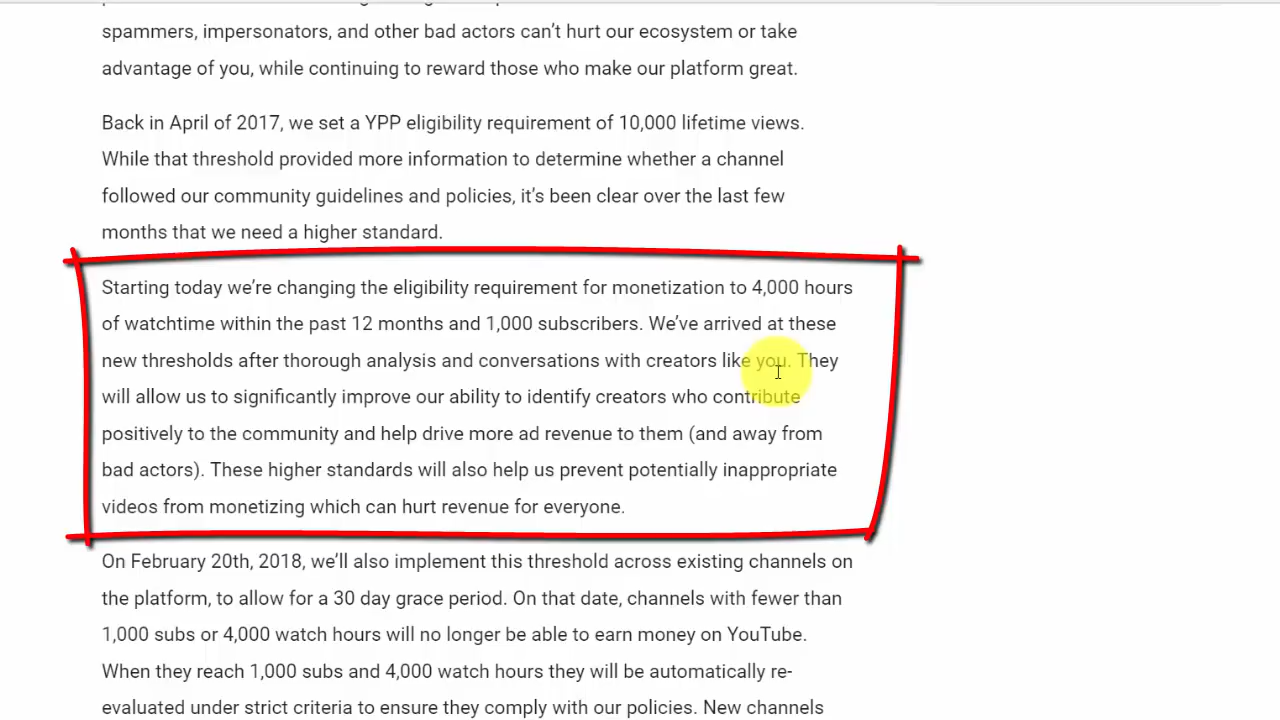 spammers, impersonators, and other bad actors can’t hurt our ecosystem or take
advantage of you, while continuing to reward those who make our platform great.
Back in April of 2017, we set a YPP eligibility requirement of 10,000 lifetime views.
While that threshold provided more information to determine whether a channel
followed our community guidelines and policies, it’s been clear over the last few
months that we need a higher standard.
Starting today we’re changing the eligibility requirement for monetization to 4,000 hours
of watchtime within the past 12 months and 1,000 subscribers. We’ve arrived at these
new thresholds after thorough analysis and conversations with creators like you. They
will allow us to significantly improve our ability to identify creators who contribute
positively to the community and help drive more ad revenue to them (and away from
bad actors). These higher standards will also help us prevent potentially inappropriate
videos from monetizing which can hurt revenue for everyone.
On February 20th, 2018, we’ll also implement this threshold across existing channels on
the platform, to allow for a 30 day grace period. On that date, channels with fewer than
1,000 subs or 4,000 watch hours will no longer be able to earn money on YouTube.
When they reach 1,000 subs and 4,000 watch hours they will be automatically re-
evaluated under strict criteria to ensure they comply with our policies. New channels